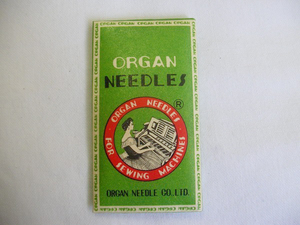 ORGAN
NEEDLES
®
ORGAN NEEDLES
FOR SEWING MACHINES
ORGAN NEEDLE CO., LTD.